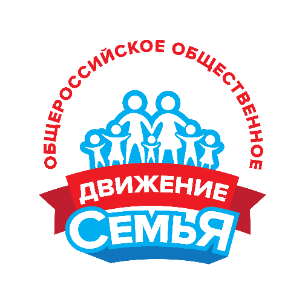 ОБЩЕРОССИЙСКОЕ ОБЩЕСТВЕННОЕ
ДВИЖЕНИЕ
СЕМЬЯ